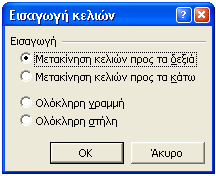 Εισαγωγή κελιών
Εισαγωγή
Μετακίνηση κελιών προς τα δεξιά
Μετακίνηση κελιών προς τα κάτω
Ολόκληρη γραμμή
Ολόκληρη στήλη
OK
Άκυρο